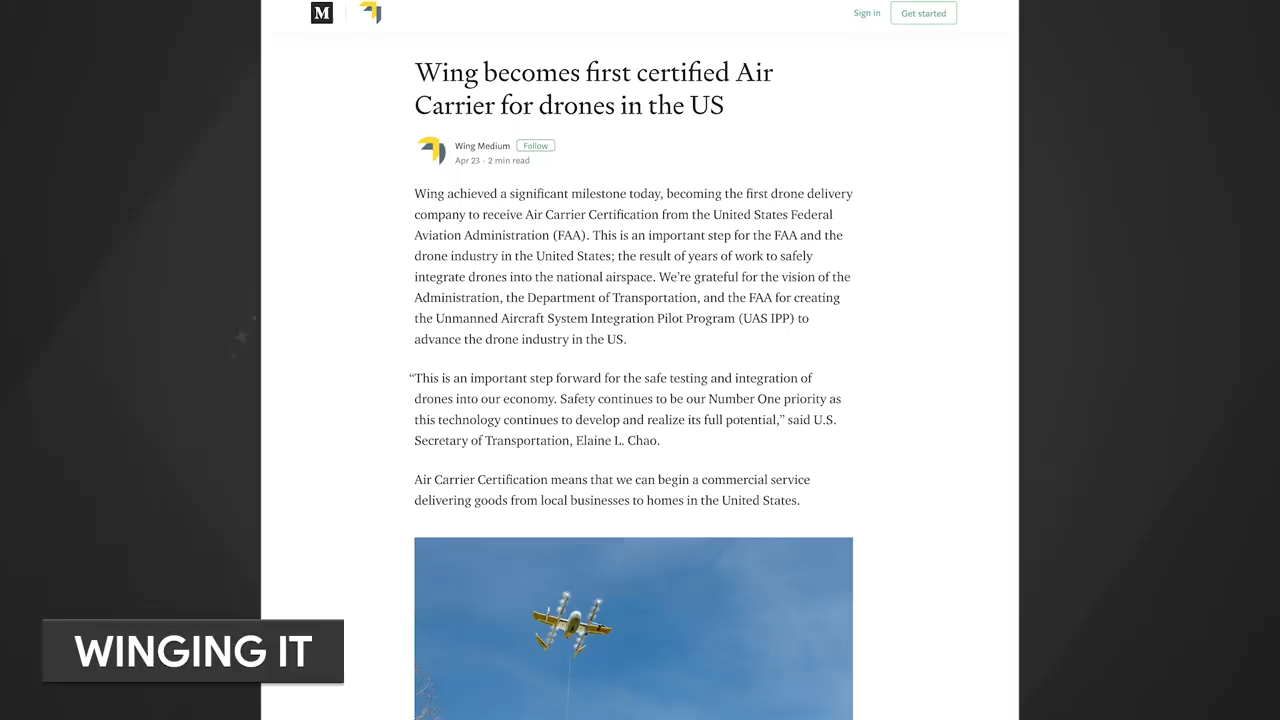 M
Sign in
Get started
Wing becomes first certified Air
Carrier for drones in the US
Wing Medium Follow
Apr 23 · 2 min read
Wing achieved a significant milestone today, becoming the first drone delivery
company to receive Air Carrier Certification from the United States Federal
Aviation Administration (FAA). This is an important step for the FAA and the
drone industry in the United States; the result of years of work to safely
integrate drones into the national airspace. We’re grateful for the vision of the
Administration, the Department of Transportation, and the FAA for creating
the Unmanned Aircraft System Integration Pilot Program (UAS IPP) to
advance the drone industry in the US.
“This is an important step forward for the safe testing and integration of
drones into our economy. Safety continues to be our Number One priority as
this technology continues to develop and realize its full potential,” said U.S.
Secretary of Transportation, Elaine L. Chao.
Air Carrier Certification means that we can begin a commercial service
delivering goods from local businesses to homes in the United States.
WINGING IT